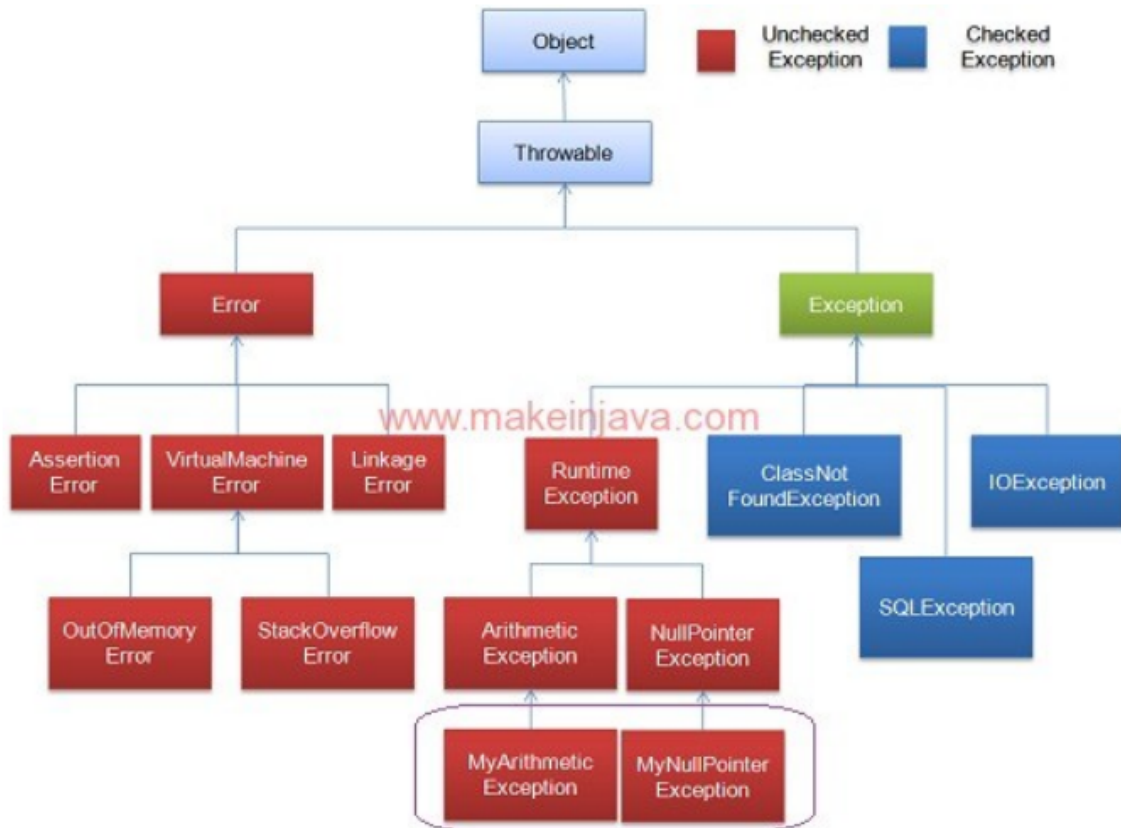 Object
Unchecked
Exception
Checked
Exception
Throwable
Error
Exception
www.makeinjava.com
Assertion
Error
VirtualMachine
Error
Linkage
Error
Runtime
Exception
ClassNot
FoundException
IOException
OutOfMemory
Error
StackOverflow
Error
Arithmetic
Exception
NullPointer
Exception
SQLException
MyArithmetic
Exception
MyNullPointer
Exception